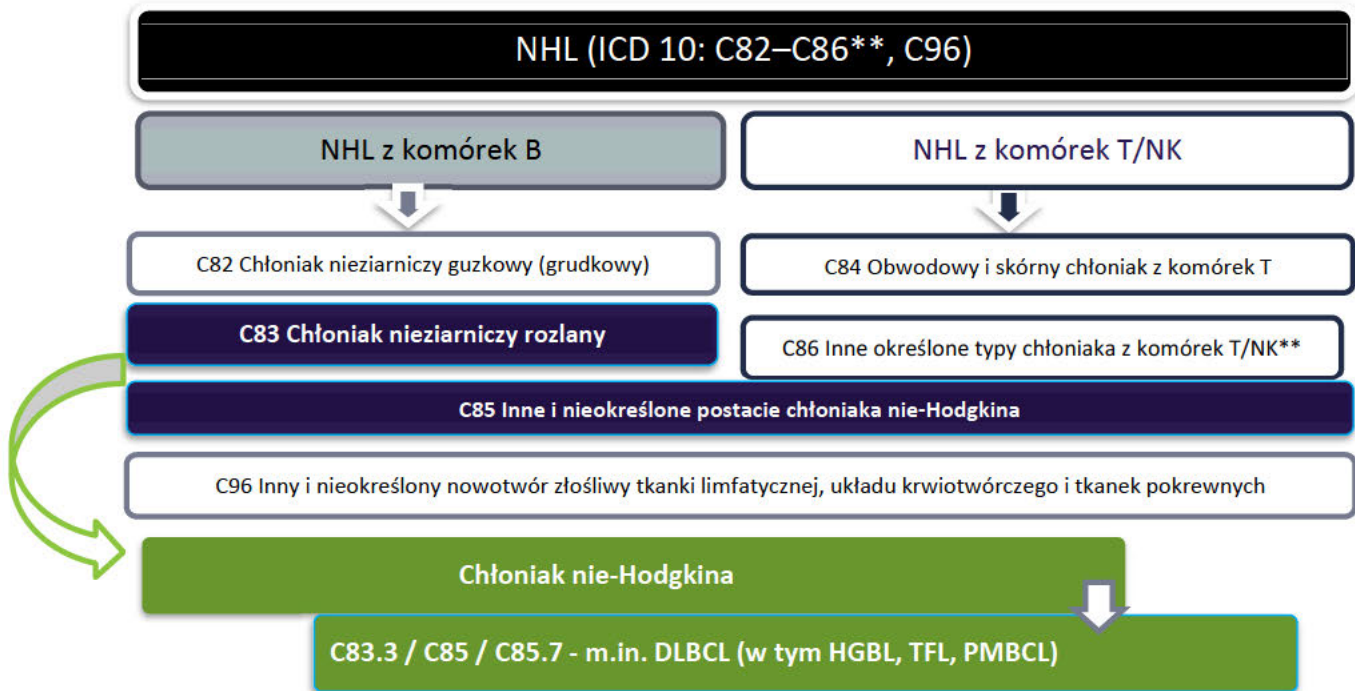 NHL (ICD 10: C82–C86**, C96)
NHL z komórek B
NHL z komórek T/NK
C82 Chłoniak nieziarniczy guzkowy (grudkowy)
C84 Obwodowy i skórny chłoniak z komórek T
C83 Chłoniak nieziarniczy rozlany
C86 Inne określone typy chłoniaka z komórek T/NK**
C85 Inne i nieokreślone postacie chłoniaka nie-Hodgkina
C96 Inny i nieokreślony nowotwór złośliwy tkanki limfatycznej, układu krwiotwórczego i tkanek pokrewnych
Chłoniak nie-Hodgkina
C83.3 / C85 / C85.7 - m.in. DLBCL (w tym HGBL, TFL, PMBCL)